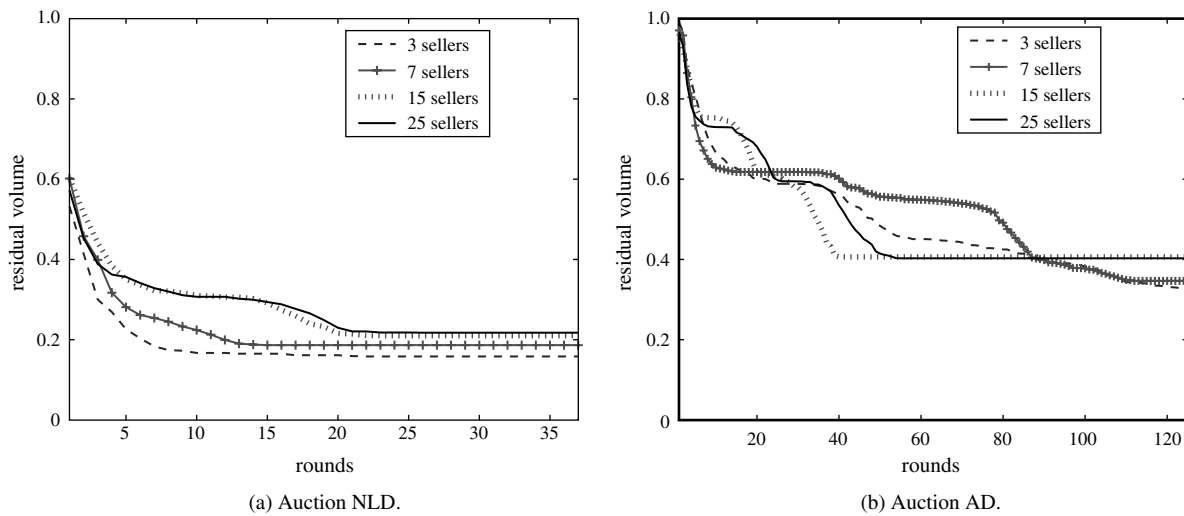 1.0
0.8
0.6
0.4
0.2
0
residual volume
3 sellers
7 sellers
15 sellers
25 sellers
5 10 15 20 25 30 35
rounds
(a) Auction NLD.
1.0
0.8
0.6
0.4
0.2
0
residual volume
3 sellers
7 sellers
15 sellers
25 sellers
20 40 60 80 100 120
rounds
(b) Auction AD.